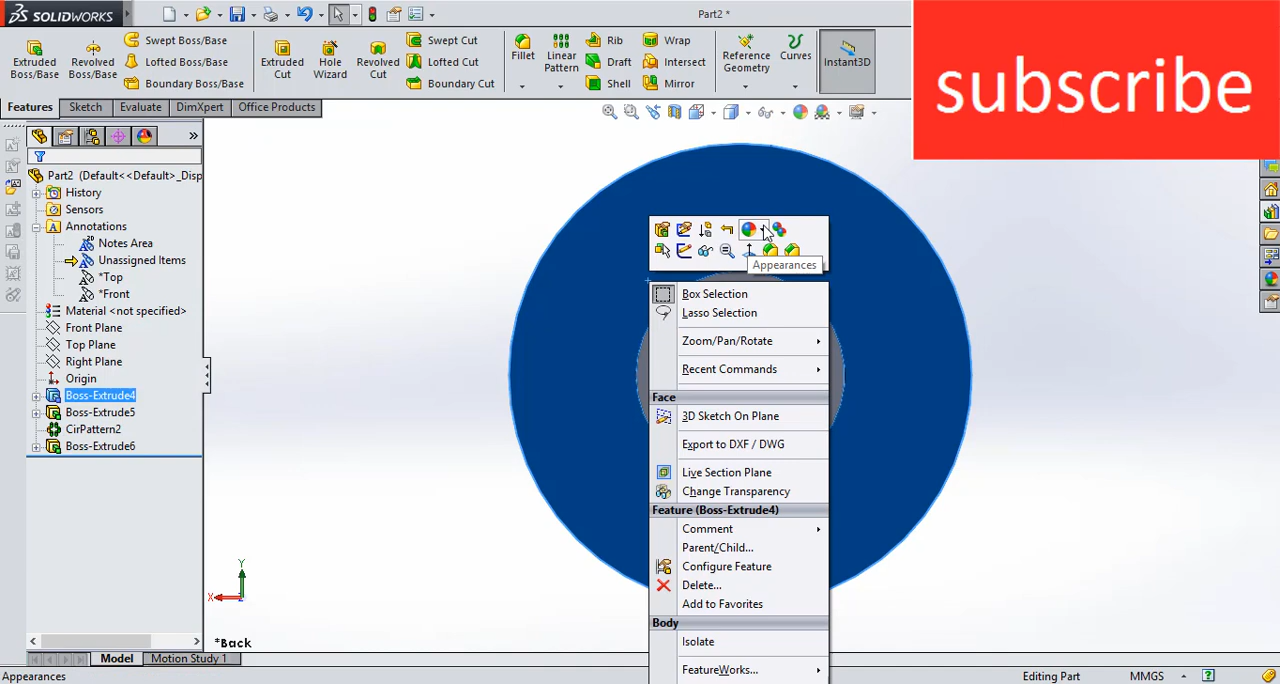 SOLIDWORKS
Part2 *
subscribe
Extruded Boss/Base
Revolved Boss/Base
Swept Boss/Base
Lofted Boss/Base
Boundary Boss/Base
Extruded Cut
Hole Wizard
Revolved Cut
Swept Cut
Lofted Cut
Boundary Cut
Fillet
Linear Pattern
Rib
Draft
Shell
Wrap
Intersect
Mirror
Reference Geometry
Curves
Instant3D
Features
Sketch
Evaluate
DimXpert
Office Products
Part2 (Default<<Default>_Disp
History
Sensors
Annotations
Notes Area
Unassigned Items
*Top
*Front
Material <not specified>
Front Plane
Top Plane
Right Plane
Origin
Boss-Extrude4
Boss-Extrude5
CirPattern2
Boss-Extrude6
Appearances
Box Selection
Lasso Selection
Zoom/Pan/Rotate
Recent Commands
Face
3D Sketch On Plane
Export to DXF / DWG
Live Section Plane
Change Transparency
Feature (Boss-Extrude4)
Comment
Parent/Child...
Configure Feature
Delete...
Add to Favorites
Body
Isolate
FeatureWorks...
Y
X
*Back
Model
Motion Study 1
Appearances
Editing Part
MMGS